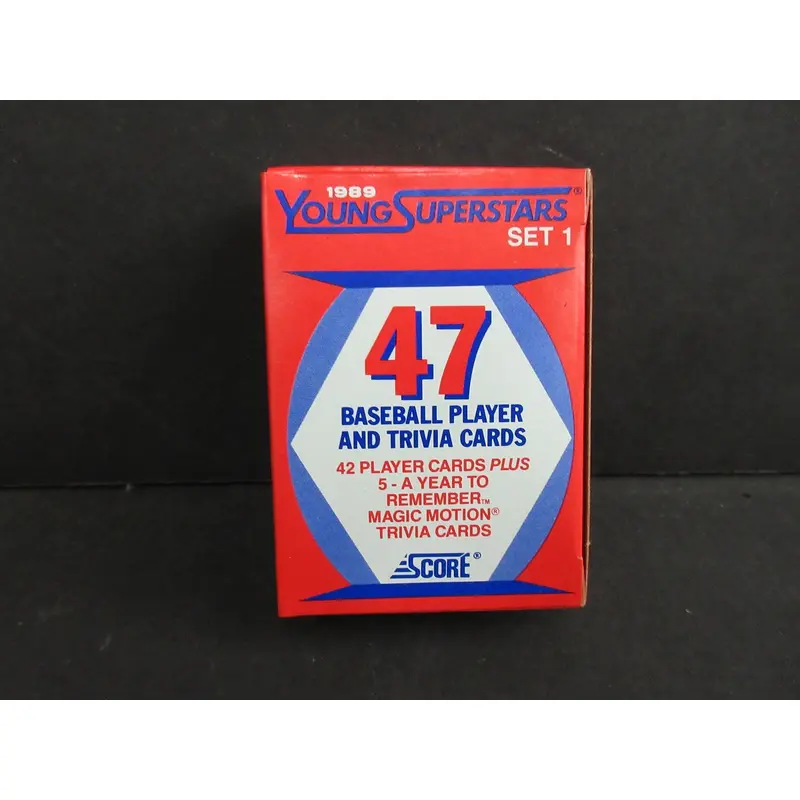 1989
YOUNG SUPERSTARS®
SET 1
47
BASEBALL PLAYER
AND TRIVIA CARDS
42 PLAYER CARDS PLUS
5 - A YEAR TO
REMEMBER™
MAGIC MOTION®
TRIVIA CARDS
SCORE®